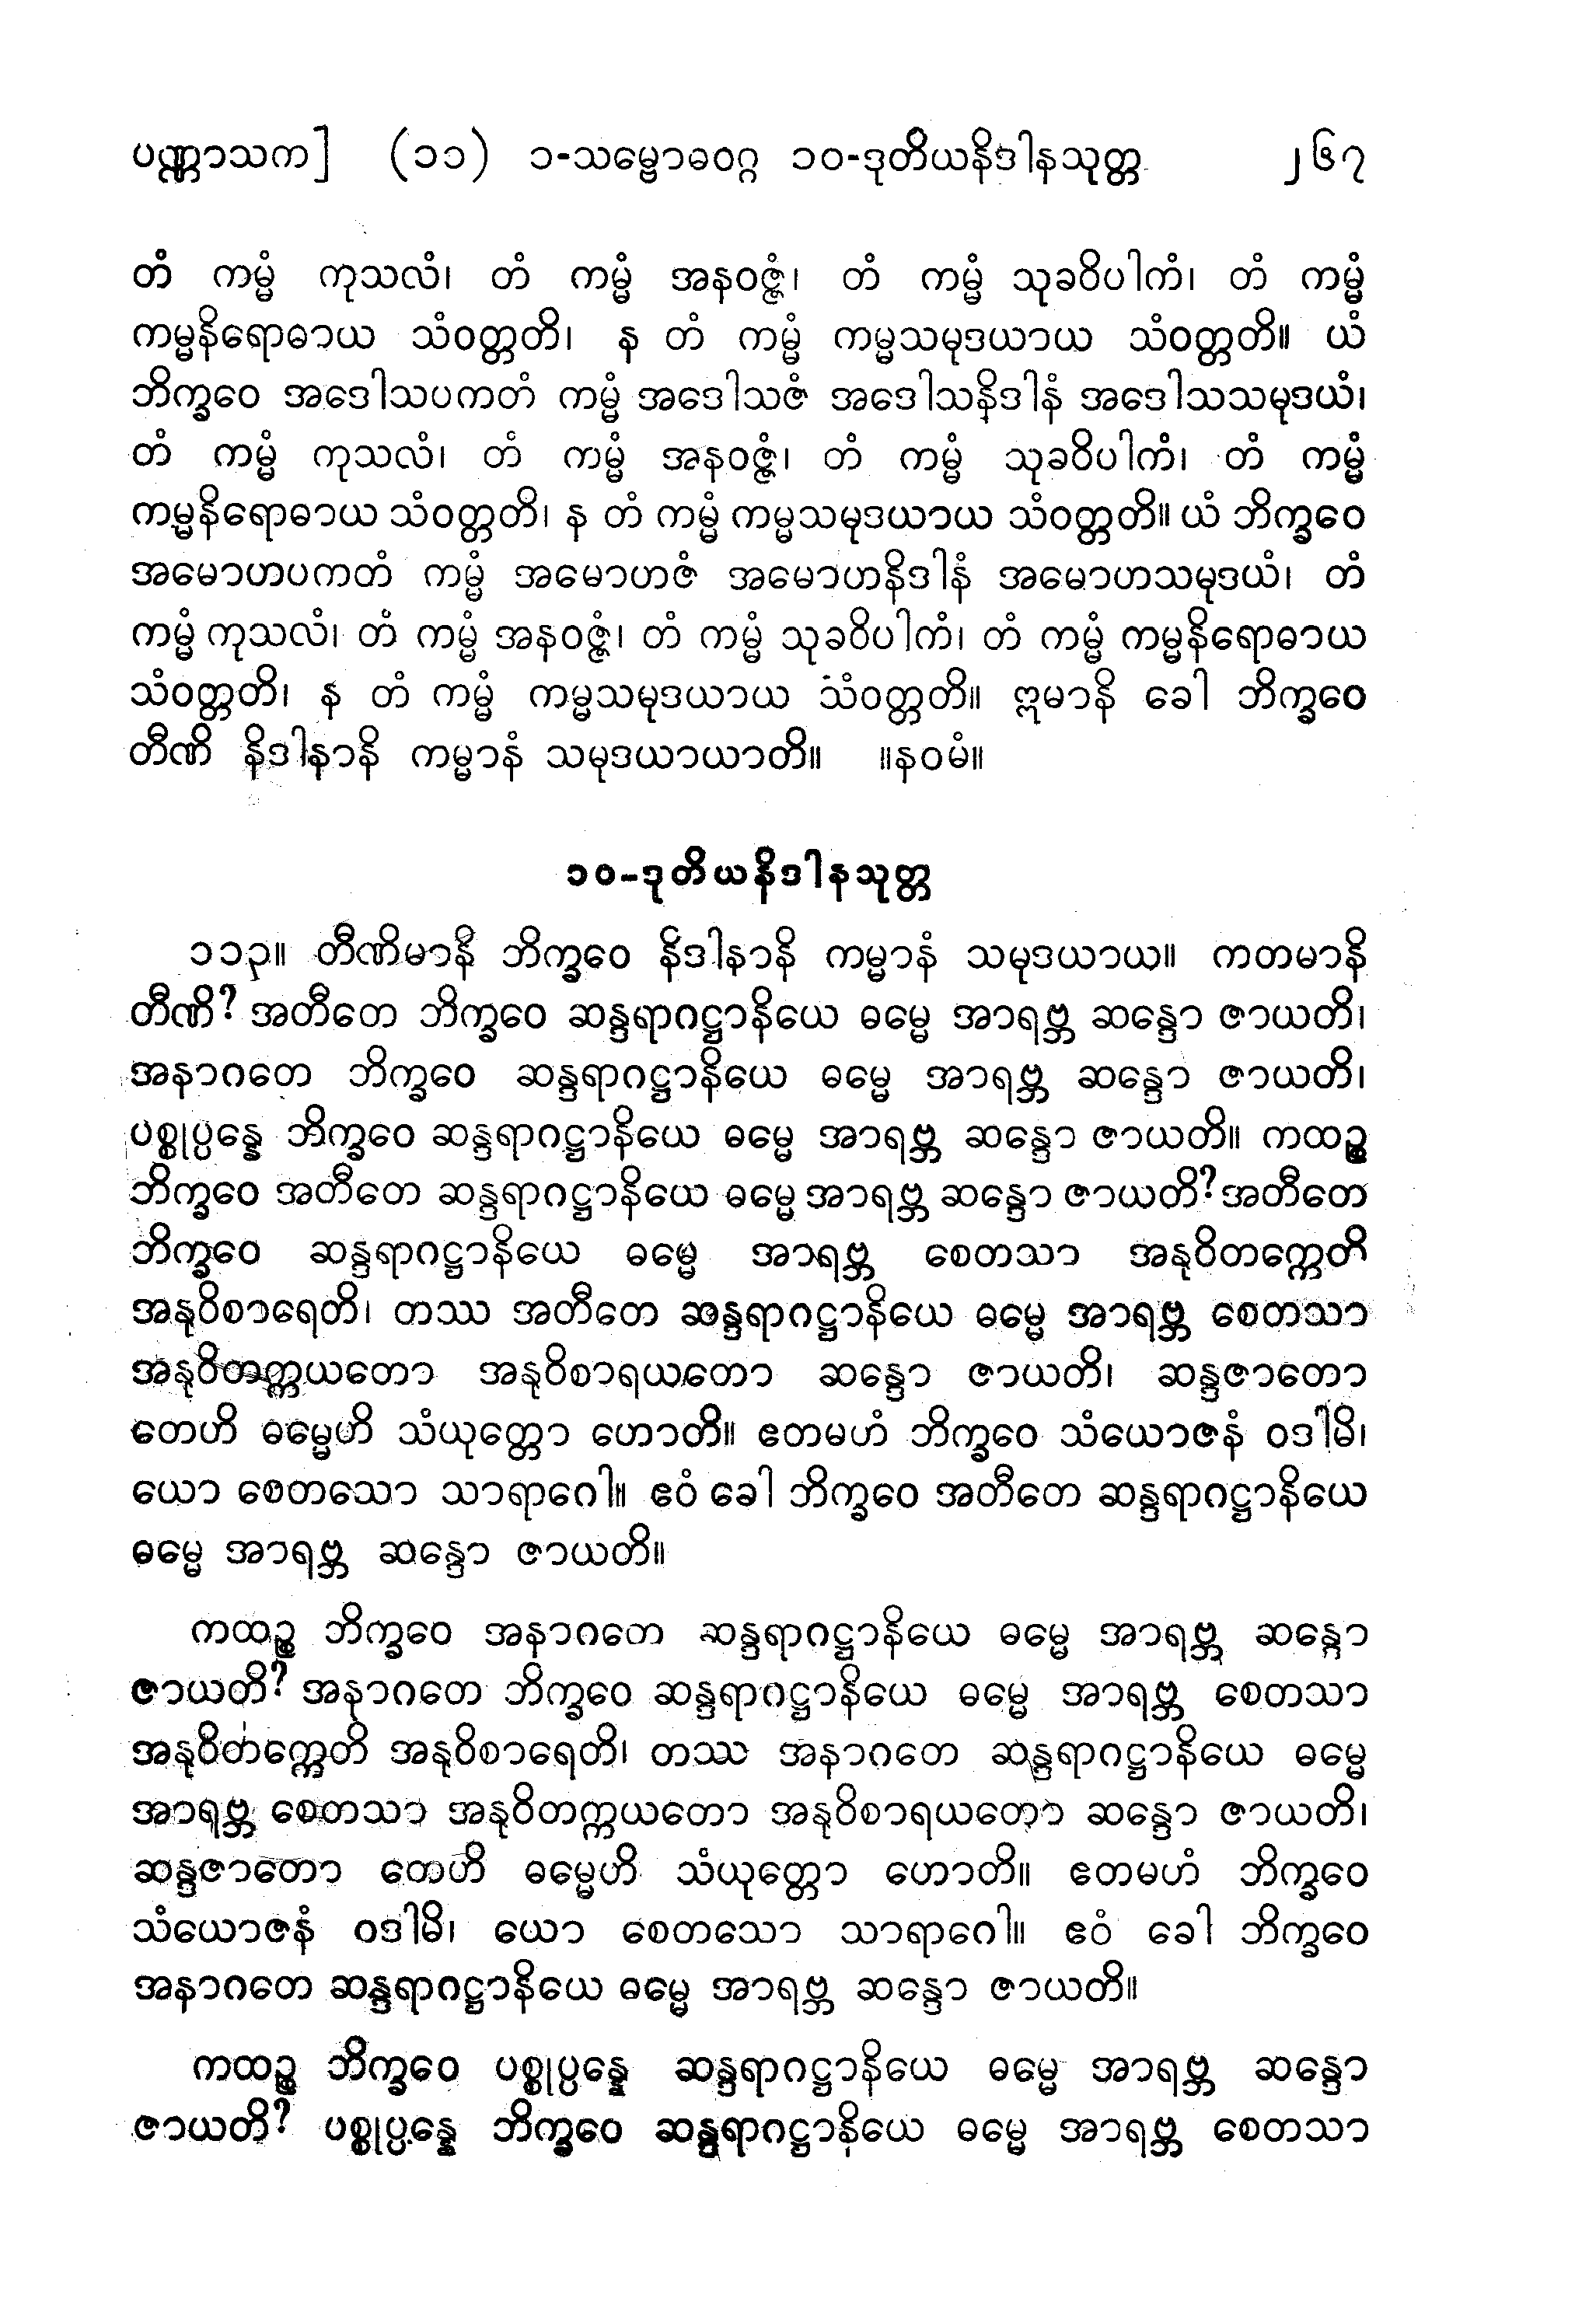 ပဏ္ဏာသက] (၁၁) ၁-သမ္ဗောဓဝဂ္ဂ ၁၀-ဒုတိယနိဒါနသုတ္တ ၂၆၇
တံ ကမ္မံ ကုသလံ၊ တံ ကမ္မံ အနဝဇ္ဇံ၊ တံ ကမ္မံ သုခဝိပါကံ၊ တံ ကမ္မံ
ကမ္မနိရောဓာယ သံဝတ္တတိ၊ န တံ ကမ္မံ ကမ္မသမုဒယာယ သံဝတ္တတိ။ ယံ
ဘိက္ခဝေ အဒေါသပကတံ ကမ္မံ အဒေါသဇံ အဒေါသနိဒါနံ အဒေါသသမုဒယံ၊
တံ ကမ္မံ ကုသလံ၊ တံ ကမ္မံ အနဝဇ္ဇံ၊ တံ ကမ္မံ သုခဝိပါကံ၊ တံ ကမ္မံ
ကမ္မနိရောဓာယ သံဝတ္တတိ၊ န တံ ကမ္မံ ကမ္မသမုဒယာယ သံဝတ္တတိ။ ယံ ဘိက္ခဝေ
အမောဟပကတံ ကမ္မံ အမောဟဇံ အမောဟနိဒါနံ အမောဟသမုဒယံ၊ တံ
ကမ္မံ ကုသလံ၊ တံ ကမ္မံ အနဝဇ္ဇံ၊ တံ ကမ္မံ သုခဝိပါကံ၊ တံ ကမ္မံ ကမ္မနိရောဓာယ
သံဝတ္တတိ၊ န တံ ကမ္မံ ကမ္မသမုဒယာယ သံဝတ္တတိ။ ဣမာနိ ခေါ ဘိက္ခဝေ
တီဏိ နိဒါနာနိ ကမ္မာနံ သမုဒယာယာတိ။ ။နဝမံ။
၁၀-ဒုတိယနိဒါနသုတ္တ
၁၁၃။ တီဏိမာနိ ဘိက္ခဝေ နိဒါနာနိ ကမ္မာနံ သမုဒယာယ။ ကတမာနိ
တီဏိ? အတီတေ ဘိက္ခဝေ ဆန္ဒရာဂဋ္ဌာနိယေ ဓမ္မေ အာရဗ္ဘ ဆန္ဒော ဇာယတိ၊
အနာဂတေ ဘိက္ခဝေ ဆန္ဒရာဂဋ္ဌာနိယေ ဓမ္မေ အာရဗ္ဘ ဆန္ဒော ဇာယတိ၊
ပစ္စုပ္ပန္နေ ဘိက္ခဝေ ဆန္ဒရာဂဋ္ဌာနိယေ ဓမ္မေ အာရဗ္ဘ ဆန္ဒော ဇာယတိ။ ကထဉ္စ
ဘိက္ခဝေ အတီတေ ဆန္ဒရာဂဋ္ဌာနိယေ ဓမ္မေ အာရဗ္ဘ ဆန္ဒော ဇာယတိ? အတီတေ
ဘိက္ခဝေ ဆန္ဒရာဂဋ္ဌာနိယေ ဓမ္မေ အာရဗ္ဘ စေတသာ အနုဝိတက္ကေတိ
အနုဝိစာရေတိ၊ တဿ အတီတေ ဆန္ဒရာဂဋ္ဌာနိယေ ဓမ္မေ အာရဗ္ဘ စေတသာ
အနုဝိတက္ကယတော အနုဝိစာရယတော ဆန္ဒော ဇာယတိ၊ ဆန္ဒဇာတော
တေဟိ ဓမ္မေဟိ သံယုတ္တော ဟောတိ။ ဧတမဟံ ဘိက္ခဝေ သံယောဇနံ ဝဒါမိ၊
ယော စေတသော သာရာဂေါ။ ဧဝံ ခေါ ဘိက္ခဝေ အတီတေ ဆန္ဒရာဂဋ္ဌာနိယေ
ဓမ္မေ အာရဗ္ဘ ဆန္ဒော ဇာယတိ။
ကထဉ္စ ဘိက္ခဝေ အနာဂတေ ဆန္ဒရာဂဋ္ဌာနိယေ ဓမ္မေ အာရဗ္ဘ ဆန္ဒော
ဇာယတိ? အနာဂတေ ဘိက္ခဝေ ဆန္ဒရာဂဋ္ဌာနိယေ ဓမ္မေ အာရဗ္ဘ စေတသာ
အနုဝိတက္ကေတိ အနုဝိစာရေတိ၊ တဿ အနာဂတေ ဆန္ဒရာဂဋ္ဌာနိယေ ဓမ္မေ
အာရဗ္ဘ စေတသာ အနုဝိတက္ကယတော အနုဝိစာရယတော ဆန္ဒော ဇာယတိ၊
ဆန္ဒဇာတော တေဟိ ဓမ္မေဟိ သံယုတ္တော ဟောတိ။ ဧတမဟံ ဘိက္ခဝေ
သံယောဇနံ ဝဒါမိ၊ ယော စေတသော သာရာဂေါ။ ဧဝံ ခေါ ဘိက္ခဝေ
အနာဂတေ ဆန္ဒရာဂဋ္ဌာနိယေ ဓမ္မေ အာရဗ္ဘ ဆန္ဒော ဇာယတိ။
ကထဉ္စ ဘိက္ခဝေ ပစ္စုပ္ပန္နေ ဆန္ဒရာဂဋ္ဌာနိယေ ဓမ္မေ အာရဗ္ဘ ဆန္ဒော
ဇာယတိ? ပစ္စုပ္ပန္နေ ဘိက္ခဝေ ဆန္ဒရာဂဋ္ဌာနိယေ ဓမ္မေ အာရဗ္ဘ စေတသာ